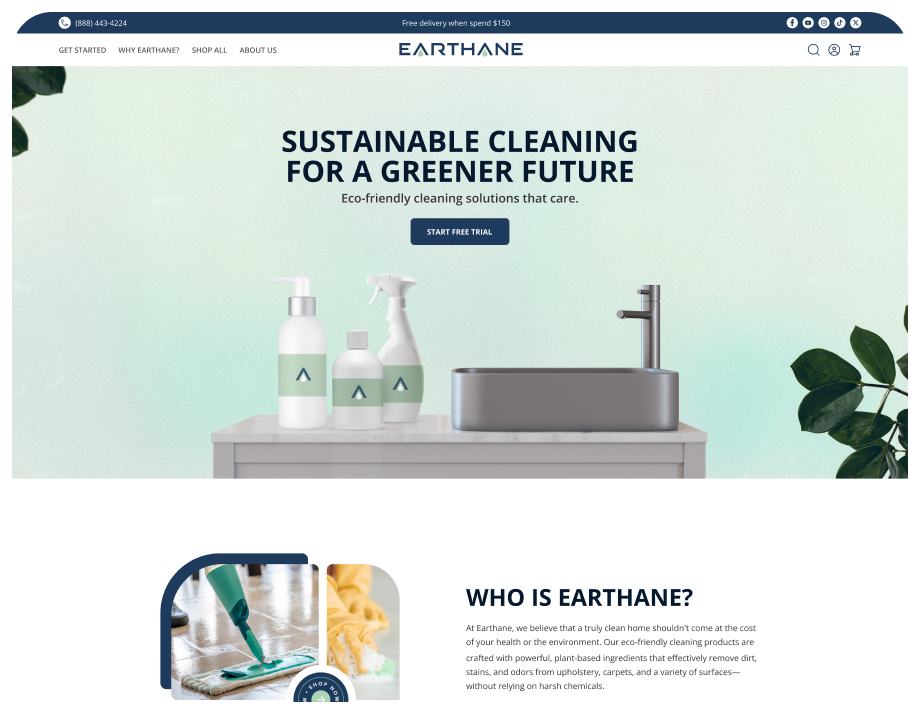 (888) 443-4224
Free delivery when spend $150
GET STARTED
WHY EARTHANE?
SHOP ALL
ABOUT US
EARTHANE
SUSTAINABLE CLEANING
FOR A GREENER FUTURE
Eco-friendly cleaning solutions that care.
START FREE TRIAL
SHOP NOW
WHO IS EARTHANE?
At Earthane, we believe that a truly clean home shouldn't come at the cost
of your health or the environment. Our eco-friendly cleaning products are
crafted with powerful, plant-based ingredients that effectively remove dirt,
stains, and odors from upholstery, carpets, and a variety of surfaces—
without relying on harsh chemicals.